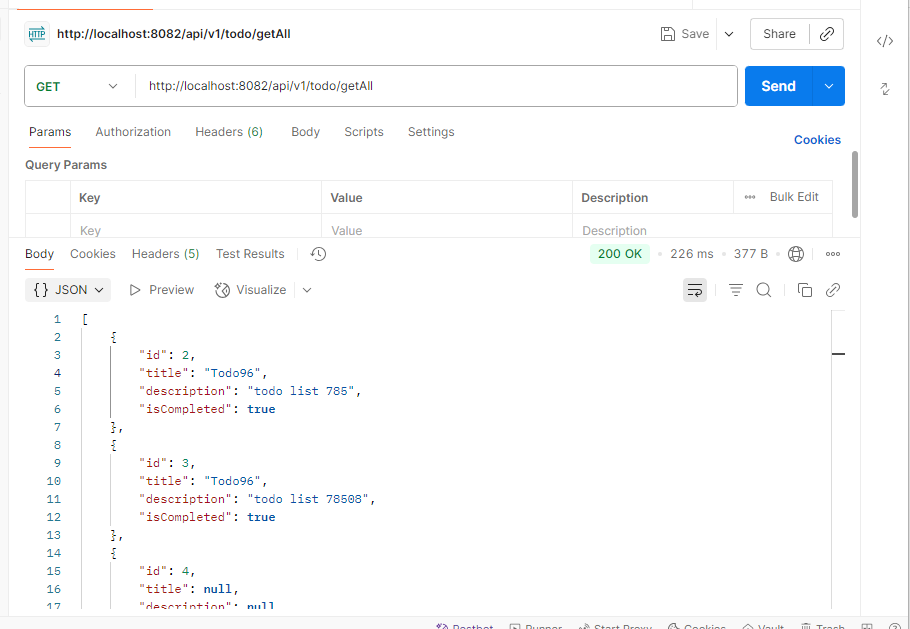 HTTP http://localhost:8082/api/v1/todo/getAll Save Share
GET http://localhost:8082/api/v1/todo/getAll Send
Params Authorization Headers (6) Body Scripts Settings Cookies
Query Params
Key Value Description Bulk Edit
Key Value Description
Body Cookies Headers (5) Test Results 200 OK 226 ms 377 B
{} JSON Preview Visualize
1 [
2 {
3 "id": 2,
4 "title": "Todo96",
5 "description": "todo list 785",
6 "isCompleted": true
7 },
8 {
9 "id": 3,
10 "title": "Todo96",
11 "description": "todo list 78508",
12 "isCompleted": true
13 },
14 {
15 "id": 4,
16 "title": null,
17 "description": null
Postbot Runner Start Proxy Cookies Vault Trash